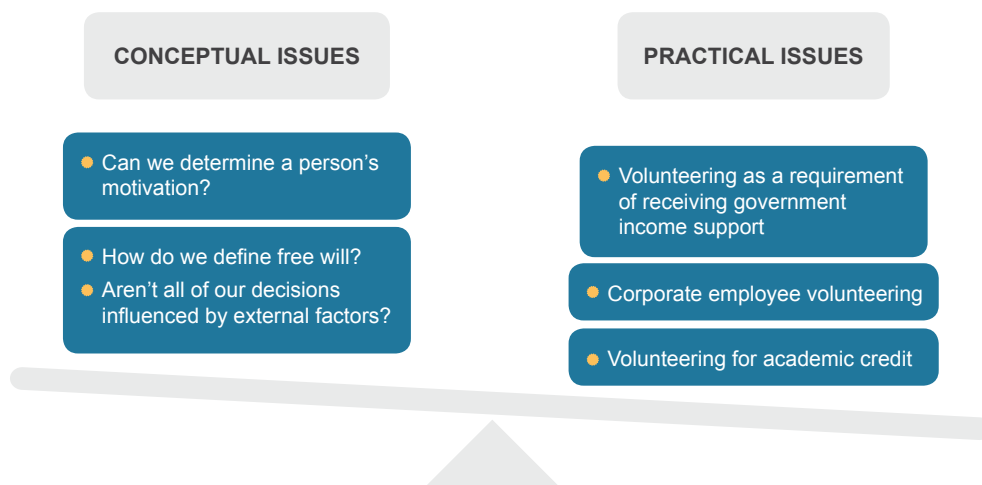 CONCEPTUAL ISSUES
Can we determine a person’s
motivation?
How do we define free will?
Aren’t all of our decisions
influenced by external factors?
PRACTICAL ISSUES
Volunteering as a requirement
of receiving government
income support
Corporate employee volunteering
Volunteering for academic credit